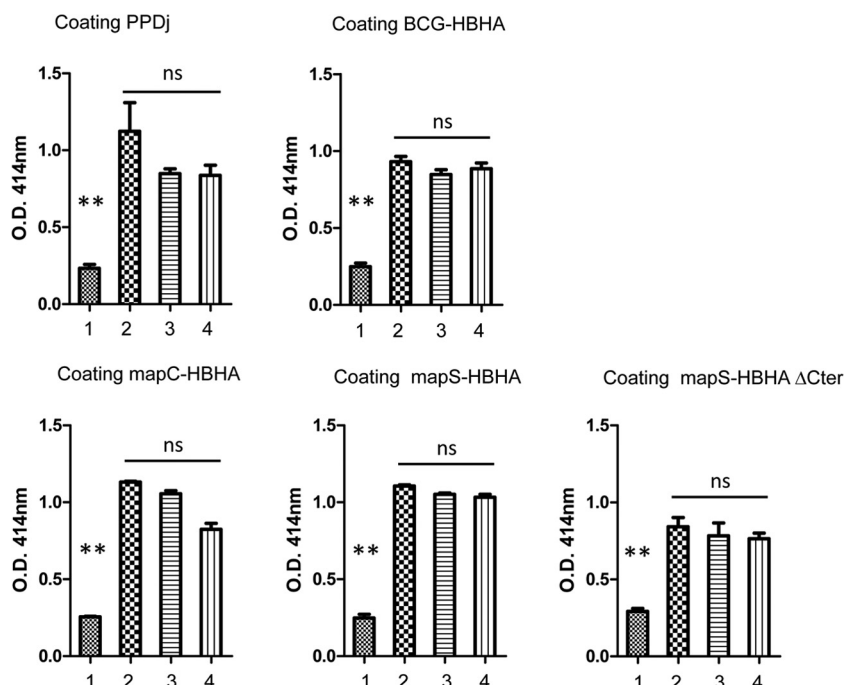 Coating PPDj
1.5
1.0
0.5
0.0
O.D. 414nm
ns
**
1 2 3 4
Coating BCG-HBHA
1.5
1.0
0.5
0.0
O.D. 414nm
ns
**
1 2 3 4
Coating mapC-HBHA
1.5
1.0
0.5
0.0
O.D. 414nm
ns
**
1 2 3 4
Coating mapS-HBHA
1.5
1.0
0.5
0.0
O.D. 414nm
ns
**
1 2 3 4
Coating mapS-HBHA ΔCter
1.5
1.0
0.5
0.0
O.D. 414nm
ns
**
1 2 3 4